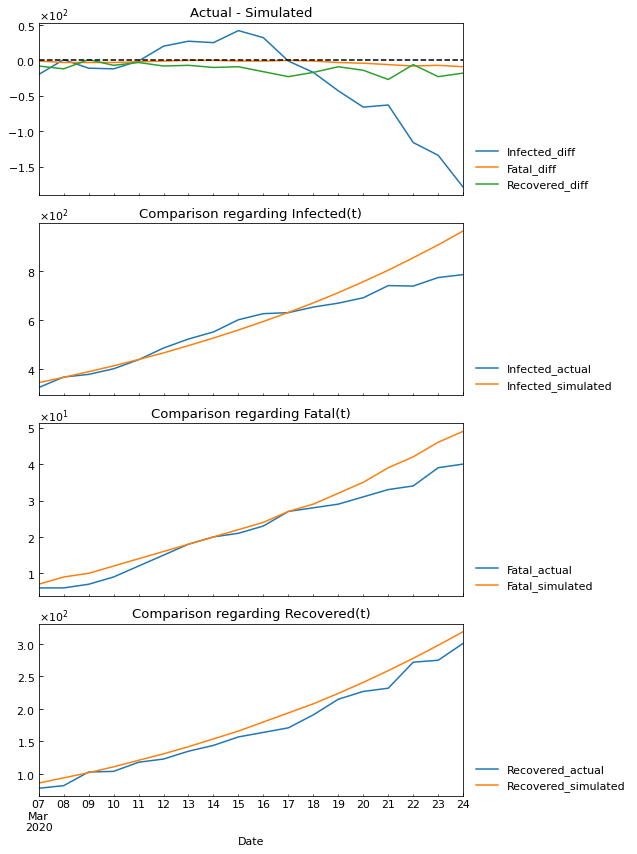 Actual - Simulated
×10²
0.5
0.0
−0.5
−1.0
−1.5
Infected_diff
Fatal_diff
Recovered_diff
Comparison regarding Infected(t)
×10²
8
6
4
Infected_actual
Infected_simulated
Comparison regarding Fatal(t)
×10¹
5
4
3
2
1
Fatal_actual
Fatal_simulated
Comparison regarding Recovered(t)
×10²
3.0
2.5
2.0
1.5
1.0
Recovered_actual
Recovered_simulated
07 08 09 10 11 12 13 14 15 16 17 18 19 20 21 22 23 24
Mar
2020
Date